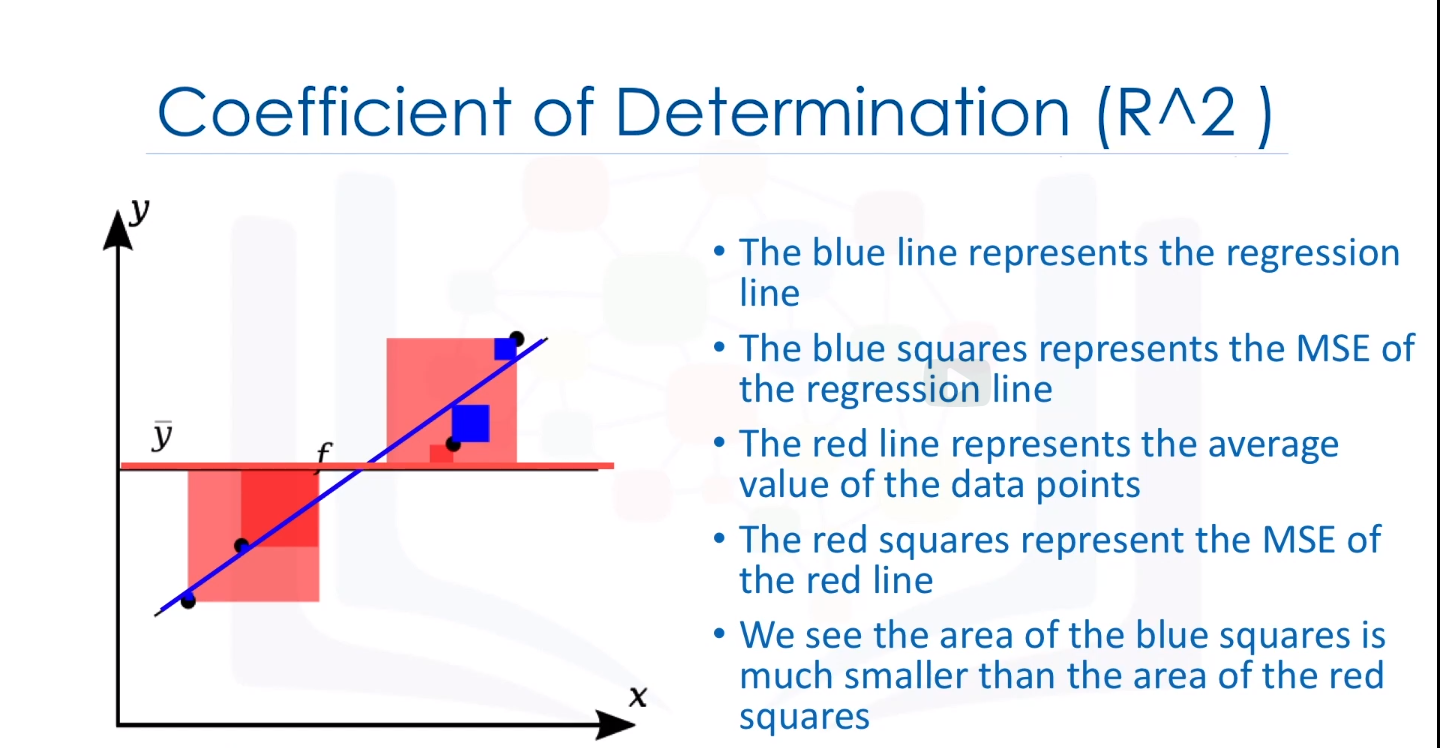 Coefficient of Determination (R^2 )
y
ȳ
f
x
• The blue line represents the regression
line
• The blue squares represents the MSE of
the regression line
• The red line represents the average
value of the data points
• The red squares represent the MSE of
the red line
• We see the area of the blue squares is
much smaller than the area of the red
squares